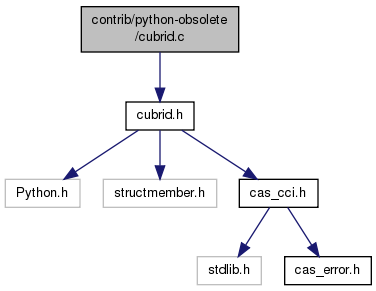 contrib/python-obsolete
/cubrid.c
cubrid.h
Python.h
structmember.h
cas_cci.h
stdlib.h
cas_error.h